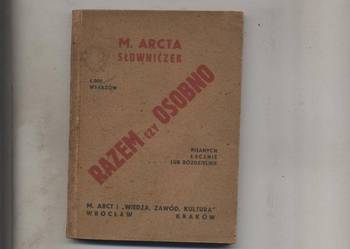 M. ARCTA
SŁOWNICZEK
WYRAZÓW
RAZEM CZY OSOBNO
PISANYCH
ŁĄCZNIE
LUB ROZDZIELNIE
M. ARCT I „WIEDZA, ZAWÓD, KULTURA"
WROCŁAW KRAKÓW